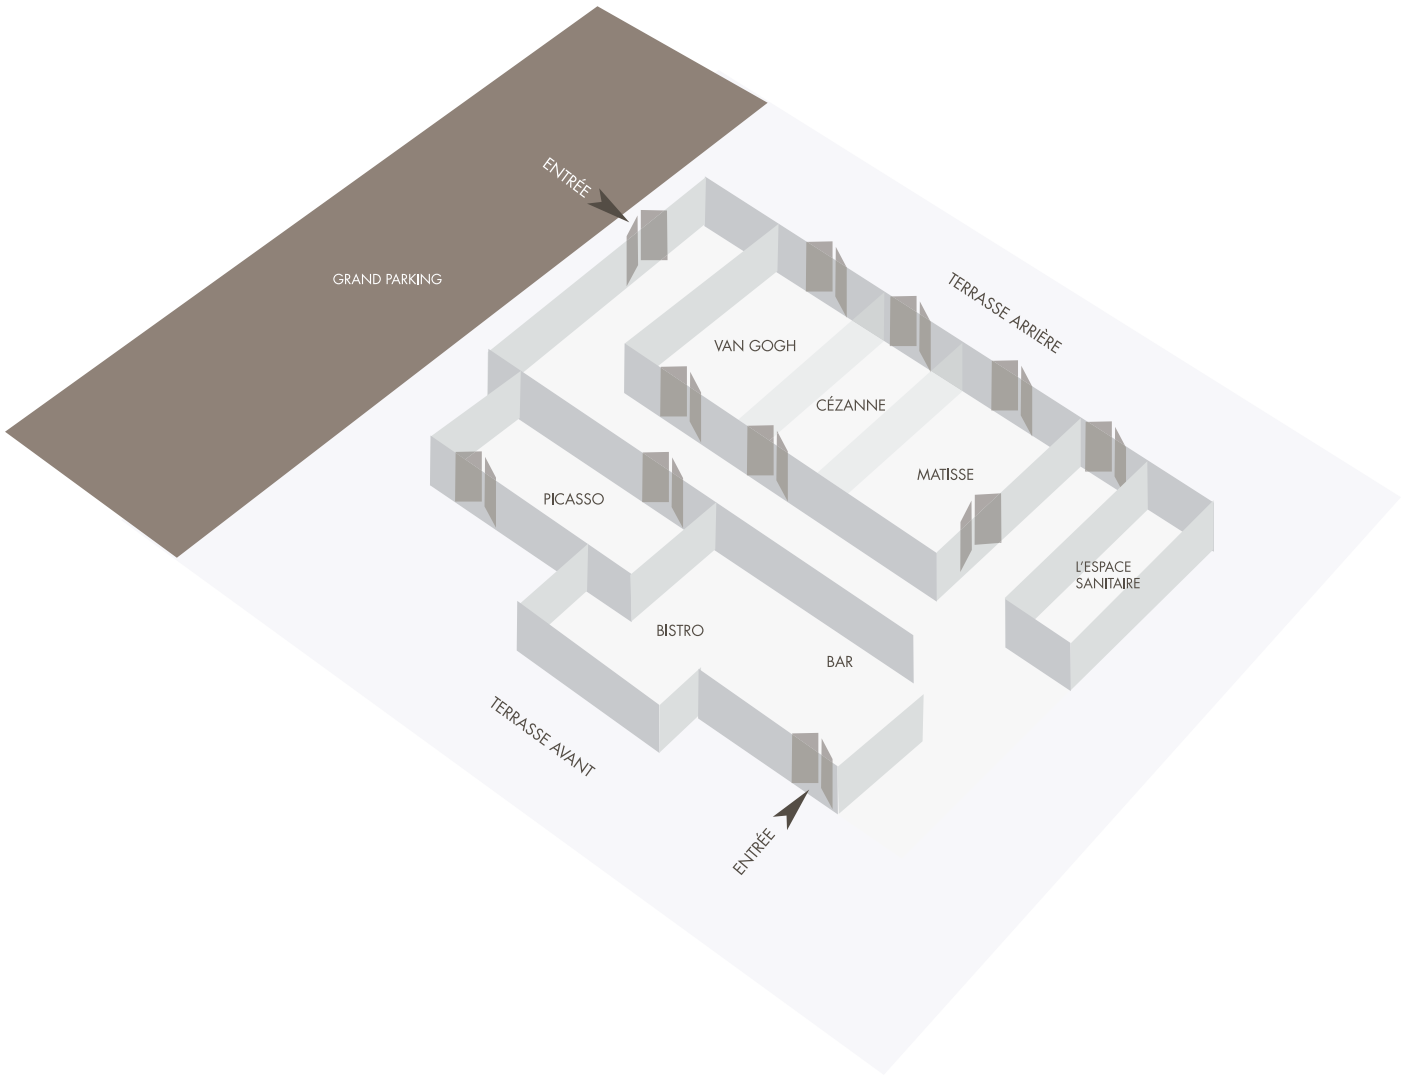 ENTRÉE
GRAND PARKING
TERRASSE ARRIÈRE
VAN GOGH
CÉZANNE
MATISSE
PICASSO
L'ESPACE
SANITAIRE
BISTRO
BAR
TERRASSE AVANT
ENTRÉE